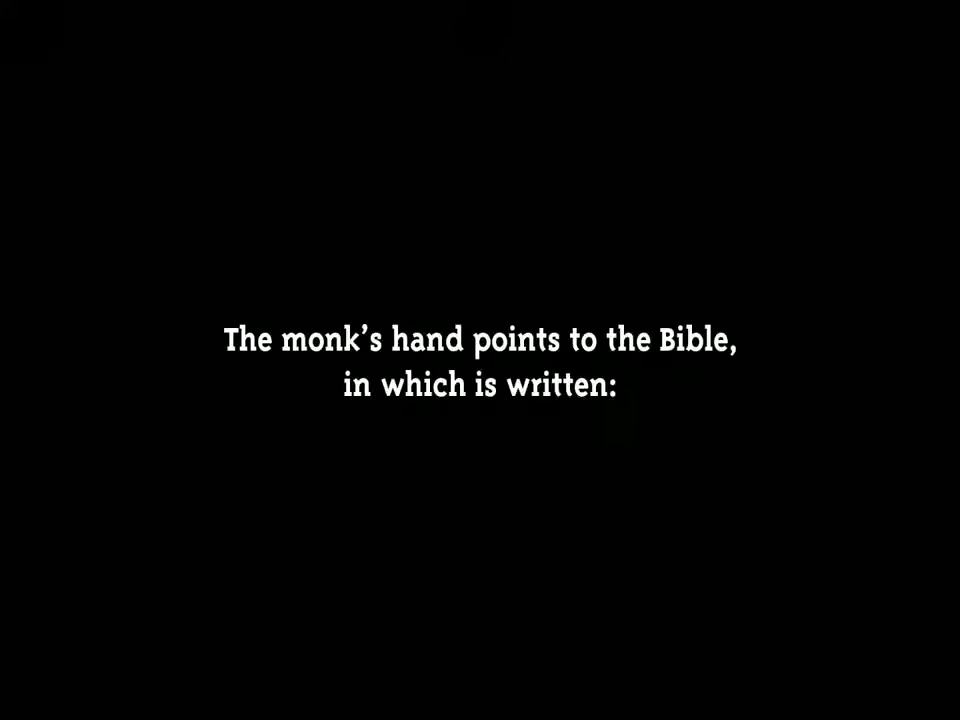 The monk’s hand points to the Bible,
in which is written: